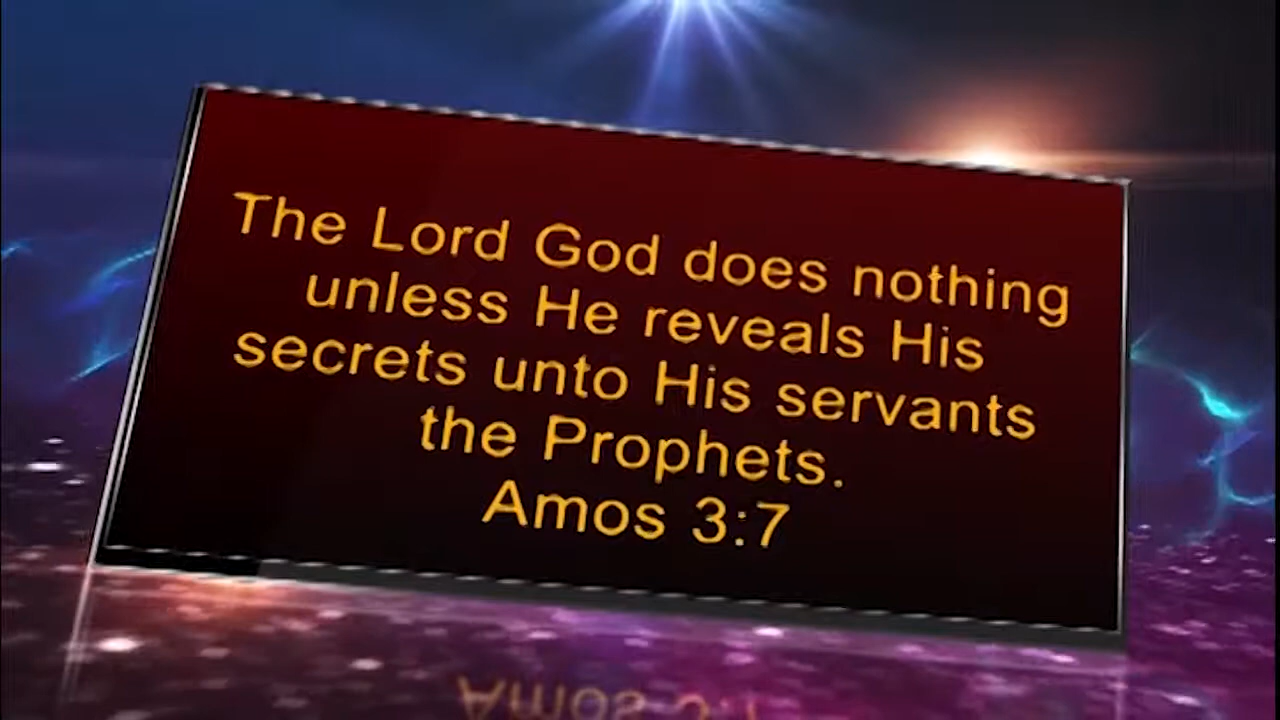 The Lord God does nothing
unless He reveals His
secrets unto His servants
the Prophets.
Amos 3:7